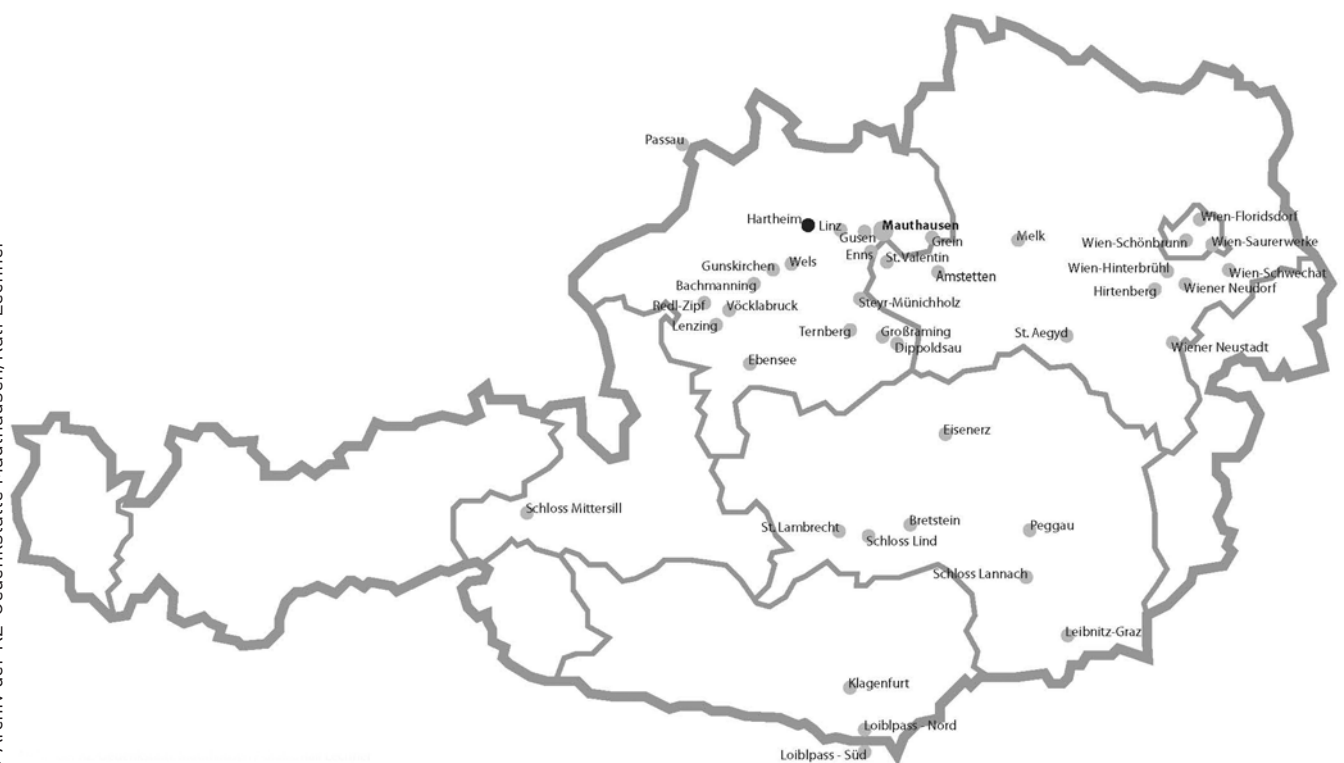 Passau
Hartheim
Linz
Mauthausen
Gusen
Grein
Enns
St. Valentin
Melk
Amstetten
Wien-Floridsdorf
Wien-Schönbrunn
Wien-Saurerwerke
Wien-Hinterbrühl
Wien-Schwechat
Hirtenberg
Wiener Neudorf
Gunskirchen
Wels
Bachmanning
Redl-Zipf
Vöcklabruck
Lenzing
Steyr-Münichholz
Ternberg
Großraming
Dippoldsau
St. Aegyd
Wiener Neustadt
Ebensee
Eisenerz
Schloss Mittersill
St. Lambrecht
Bretstein
Schloss Lind
Peggau
Schloss Lannach
Leibnitz-Graz
Klagenfurt
Loiblpass - Nord
Loiblpass - Süd